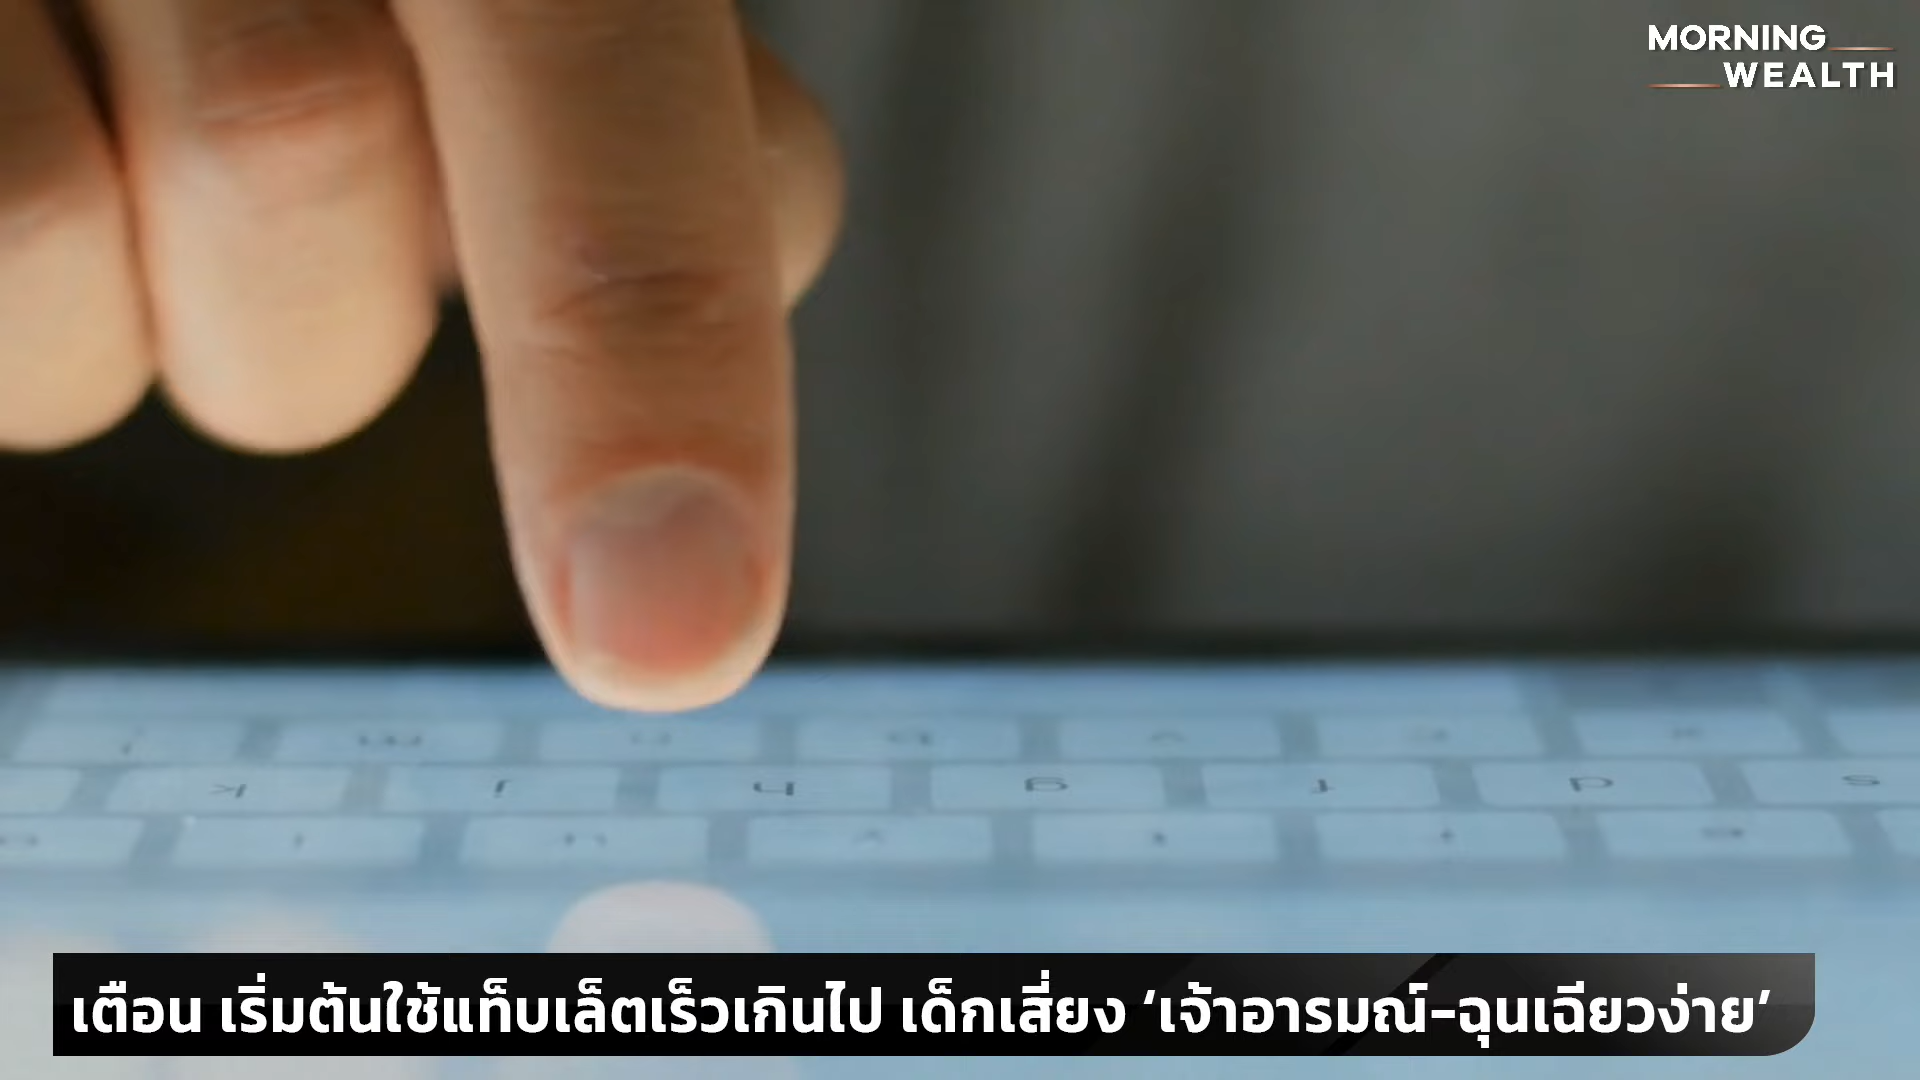 MORNING
WEALTH
k j h g f d s
เตือน เริ่มต้นใช้แท็บเล็ตเร็วเกินไป เด็กเสี่ยง ‘เจ้าอารมณ์-ฉุนเฉียวง่าย’